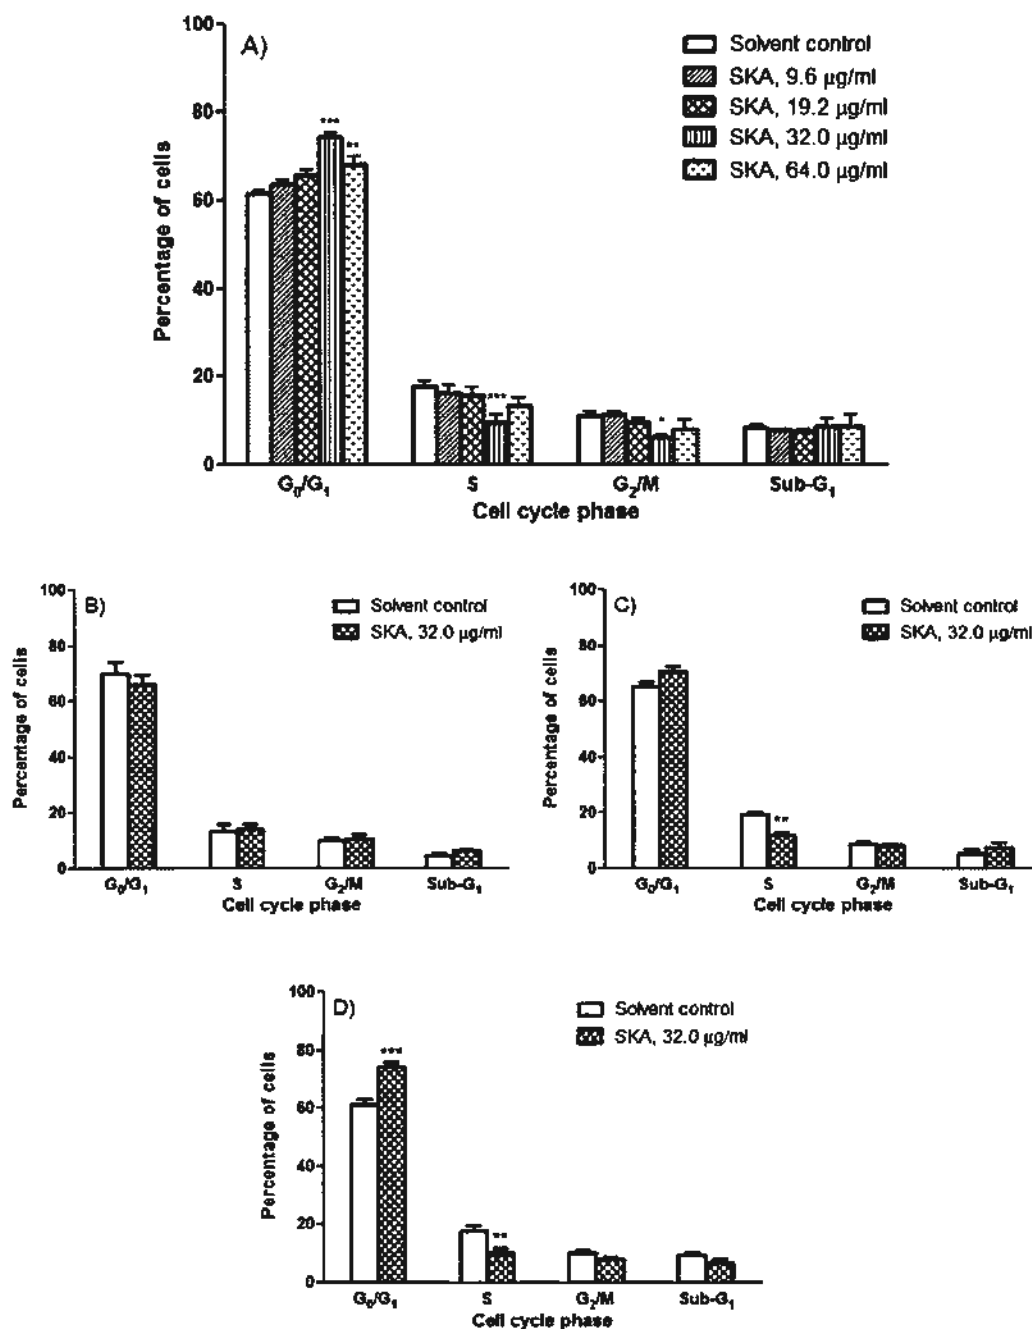 A)
Solvent control
SKA, 9.6 μg/ml
SKA, 19.2 μg/ml
SKA, 32.0 μg/ml
SKA, 64.0 μg/ml
Percentage of cells
100
80
60
40
20
0
***
**
***
*
G₀/G₁ S G₂/M Sub-G₁
Cell cycle phase
B)
Solvent control
SKA, 32.0 μg/ml
Percentage of cells
100
80
60
40
20
0
G₀/G₁ S G₂/M Sub-G₁
Cell cycle phase
C)
Solvent control
SKA, 32.0 μg/ml
Percentage of cells
100
80
60
40
20
0
**
G₀/G₁ S G₂/M Sub-G₁
Cell cycle phase
D)
Solvent control
SKA, 32.0 μg/ml
Percentage of cells
100
80
60
40
20
0
***
**
G₀/G₁ S G₂/M Sub-G₁
Cell cycle phase